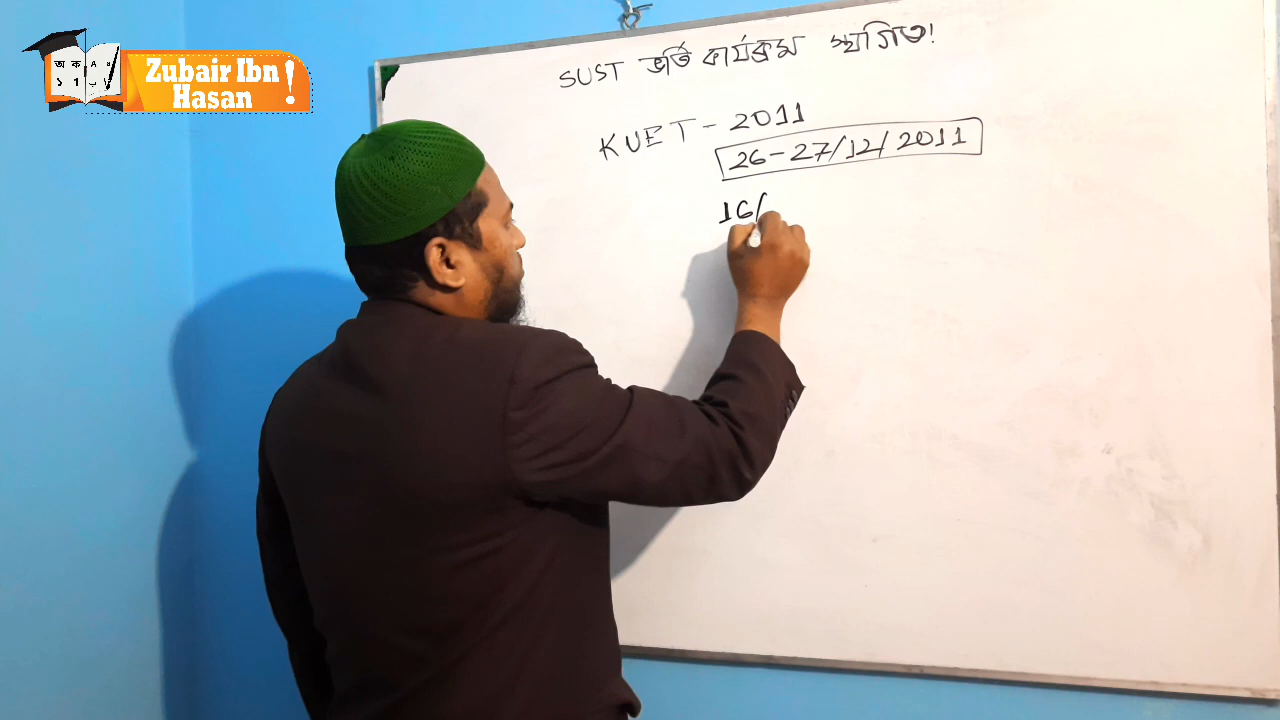 Zubair Ibn
Hasan !
SUST ভর্তি কার্যক্রম স্থগিত!
KUET - 2011
26-27/12/2011
16/